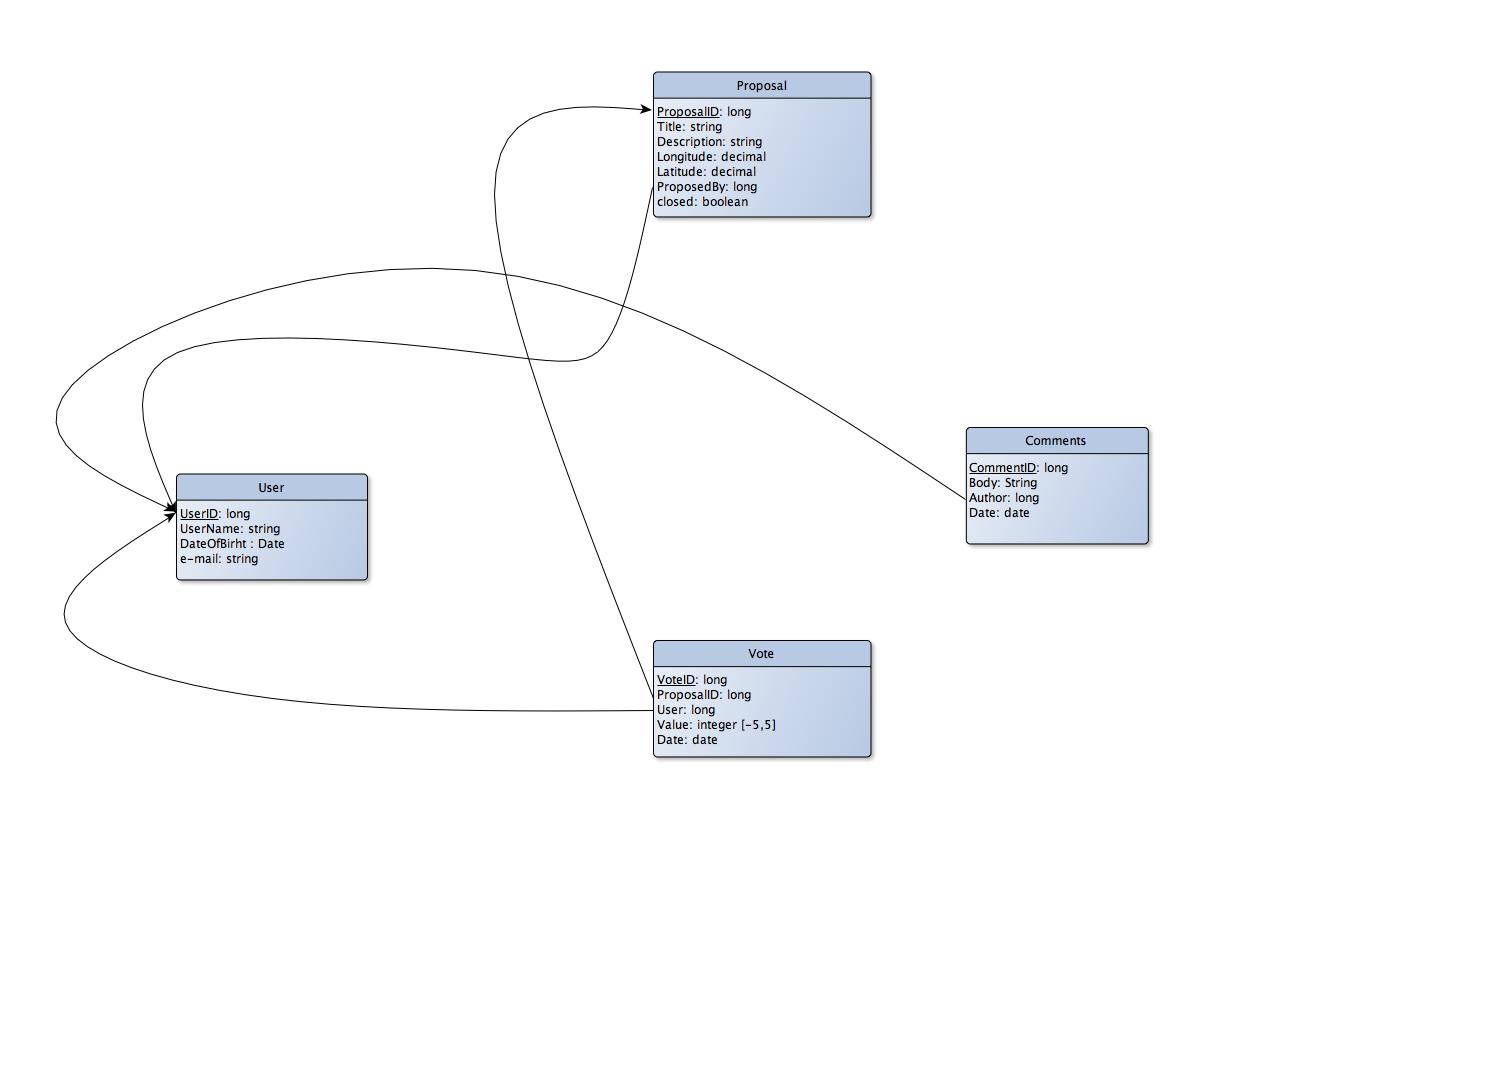 Proposal
ProposalID: long
Title: string
Description: string
Longitude: decimal
Latitude: decimal
ProposedBy: long
closed: boolean
Comments
CommentID: long
Body: String
Author: long
Date: date
User
UserID: long
UserName: string
DateOfBirht : Date
e-mail: string
Vote
VoteID: long
ProposalID: long
User: long
Value: integer [-5,5]
Date: date